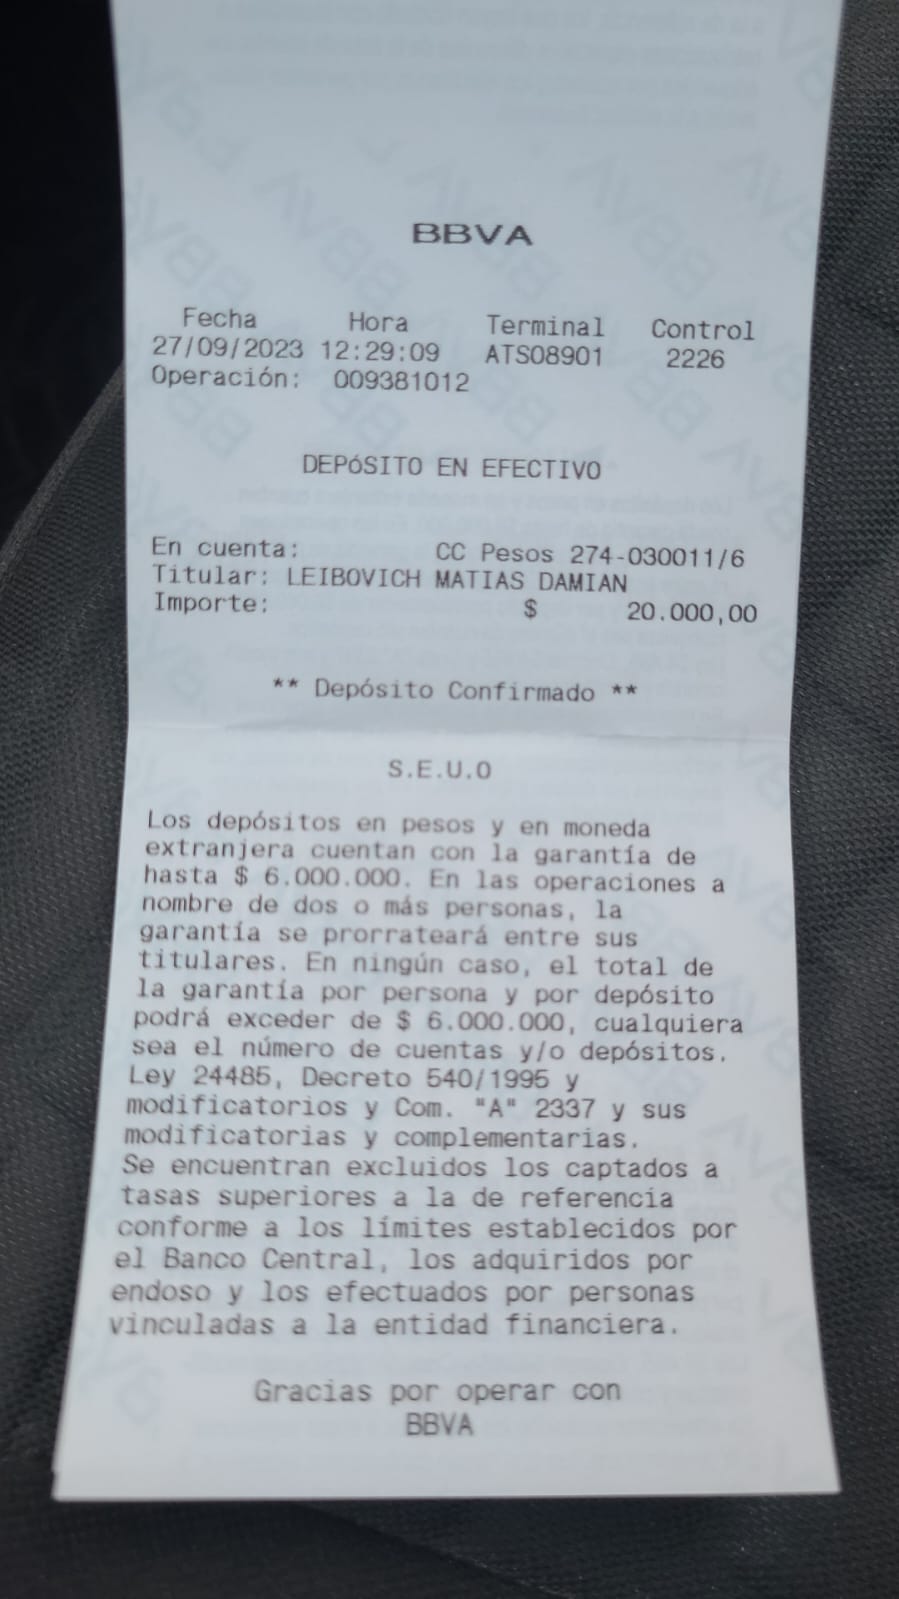 BBVA
Fecha Hora Terminal Control
27/09/2023 12:29:09 ATS08901 2226
Operación: 009381012
DEPóSITO EN EFECTIVO
En cuenta: CC Pesos 274-030011/6
Titular: LEIBOVICH MATIAS DAMIAN
Importe: $ 20.000,00
** Depósito Confirmado **
S.E.U.O
Los depósitos en pesos y en moneda
extranjera cuentan con la garantía de
hasta $ 6.000.000. En las operaciones a
nombre de dos o más personas, la
garantía se prorrateará entre sus
titulares. En ningún caso, el total de
la garantía por persona y por depósito
podrá exceder de $ 6.000.000, cualquiera
sea el número de cuentas y/o depósitos.
Ley 24485, Decreto 540/1995 y
modificatorios y Com. "A" 2337 y sus
modificatorias y complementarias.
Se encuentran excluidos los captados a
tasas superiores a la de referencia
conforme a los límites establecidos por
el Banco Central, los adquiridos por
endoso y los efectuados por personas
vinculadas a la entidad financiera.
Gracias por operar con
BBVA